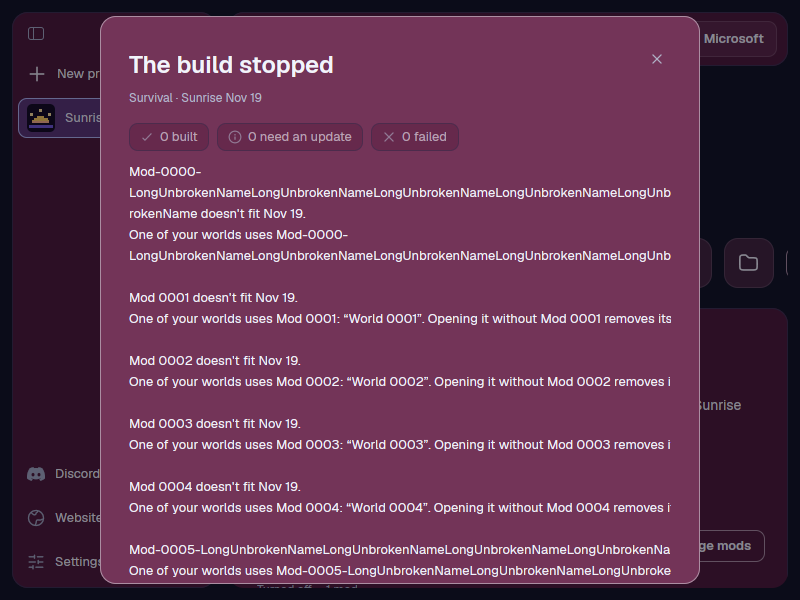 Microsoft
New pr
Sunris
The build stopped
Survival · Sunrise Nov 19
0 built
0 need an update
0 failed
Mod-0000-
LongUnbrokenNameLongUnbrokenNameLongUnbrokenNameLongUnbrokenNameLongUnb
rokenName doesn't fit Nov 19.
One of your worlds uses Mod-0000-
LongUnbrokenNameLongUnbrokenNameLongUnbrokenNameLongUnbrokenNameLongUnb
Mod 0001 doesn't fit Nov 19.
One of your worlds uses Mod 0001: “World 0001”. Opening it without Mod 0001 removes its
Mod 0002 doesn't fit Nov 19.
One of your worlds uses Mod 0002: “World 0002”. Opening it without Mod 0002 removes i
Mod 0003 doesn't fit Nov 19.
One of your worlds uses Mod 0003: “World 0003”. Opening it without Mod 0003 removes i
Mod 0004 doesn't fit Nov 19.
One of your worlds uses Mod 0004: “World 0004”. Opening it without Mod 0004 removes i
Mod-0005-LongUnbrokenNameLongUnbrokenNameLongUnbrokenNameLongUnbrokenNa
One of your worlds uses Mod-0005-LongUnbrokenNameLongUnbrokenNameLongUnbroke
Sunrise
Discord
Website
Settings
ge mods